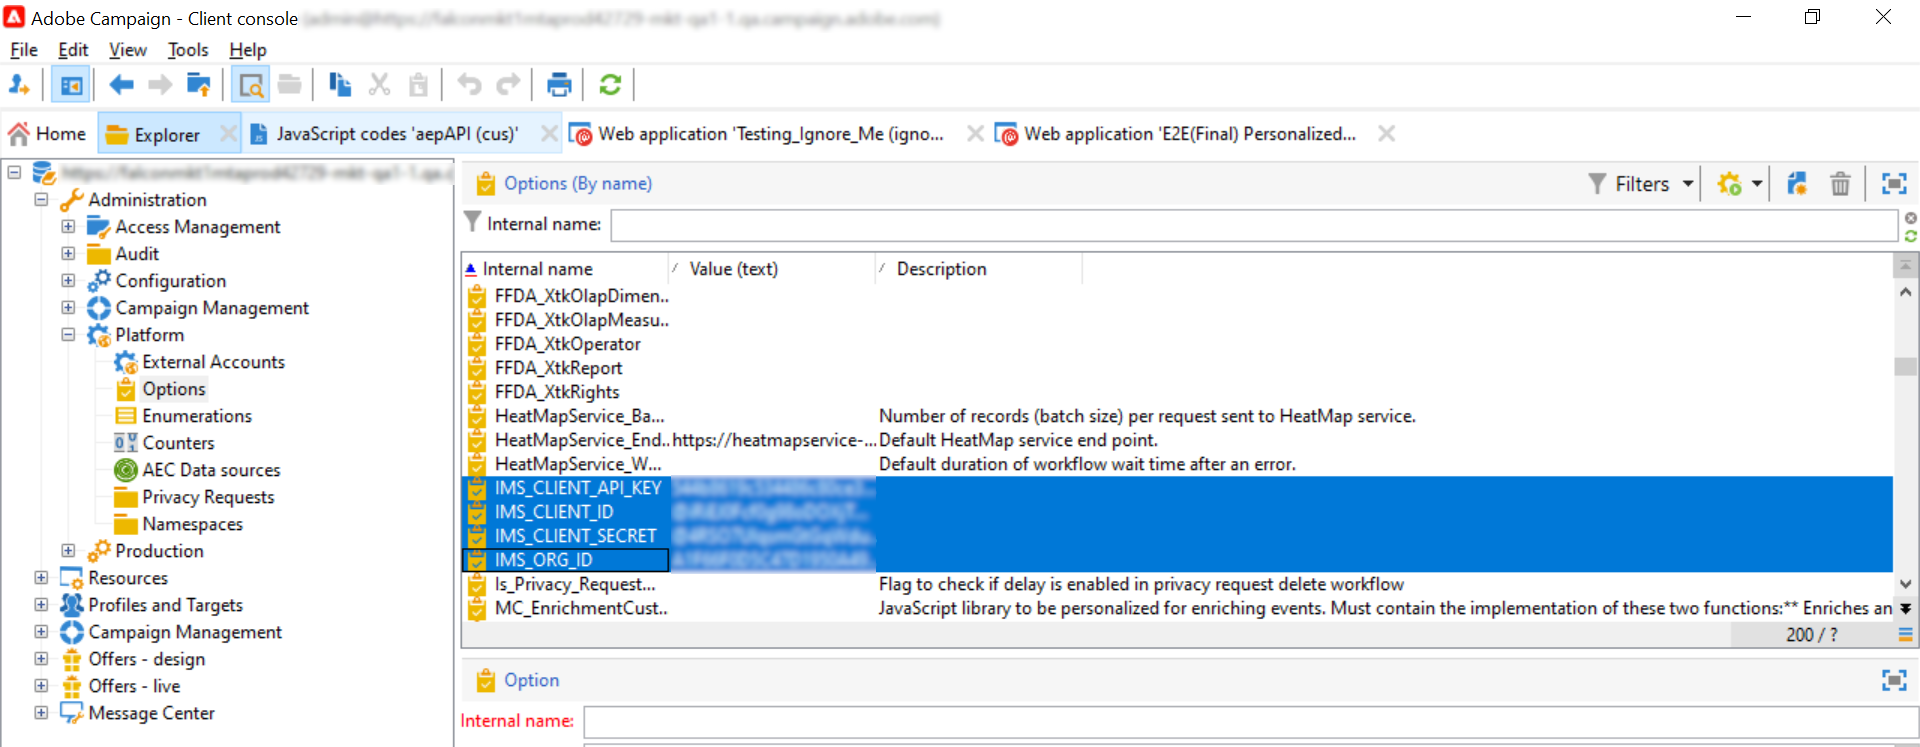 Adobe Campaign - Client console
File Edit View Tools Help
Home Explorer JavaScript codes 'aepAPI (cus)' Web application 'Testing_Ignore_Me (igno... Web application 'E2E(Final) Personalized...
Administration
Access Management
Audit
Configuration
Campaign Management
Platform
External Accounts
Options
Enumerations
Counters
AEC Data sources
Privacy Requests
Namespaces
Production
Resources
Profiles and Targets
Campaign Management
Offers - design
Offers - live
Message Center
Options (By name) Filters
Internal name:
Internal name Value (text) Description
FFDA_XtkOlapDimen..
FFDA_XtkOlapMeasu..
FFDA_XtkOperator
FFDA_XtkReport
FFDA_XtkRights
HeatMapService_Ba... Number of records (batch size) per request sent to HeatMap service.
HeatMapService_End.. https://heatmapservice-... Default HeatMap service end point.
HeatMapService_W... Default duration of workflow wait time after an error.
IMS_CLIENT_API_KEY
IMS_CLIENT_ID
IMS_CLIENT_SECRET
IMS_ORG_ID
Is_Privacy_Request... Flag to check if delay is enabled in privacy request delete workflow
MC_EnrichmentCust.. JavaScript library to be personalized for enriching events. Must contain the implementation of these two functions:** Enriches an
200 / ?
Option
Internal name: